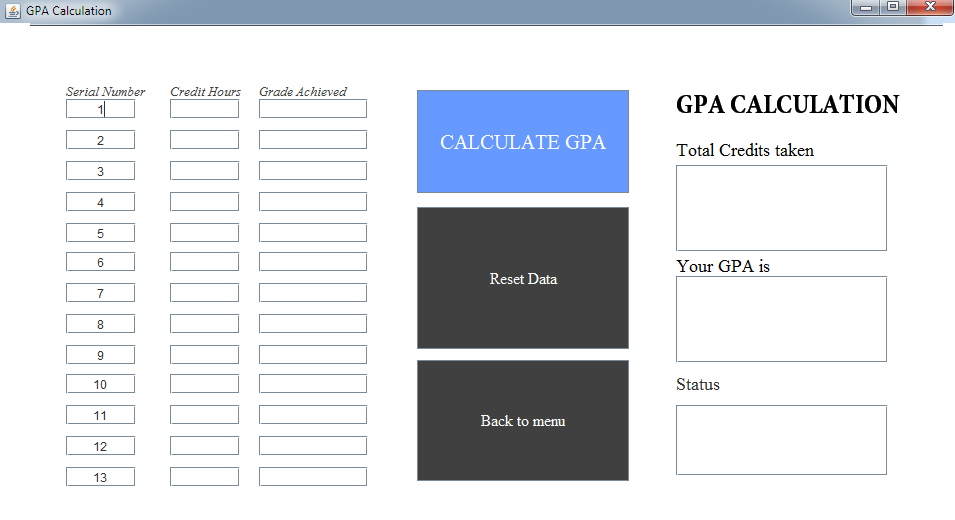 GPA Calculation
Serial Number Credit Hours Grade Achieved
1
2
3
4
5
6
7
8
9
10
11
12
13
CALCULATE GPA
Reset Data
Back to menu
GPA CALCULATION
Total Credits taken
Your GPA is
Status